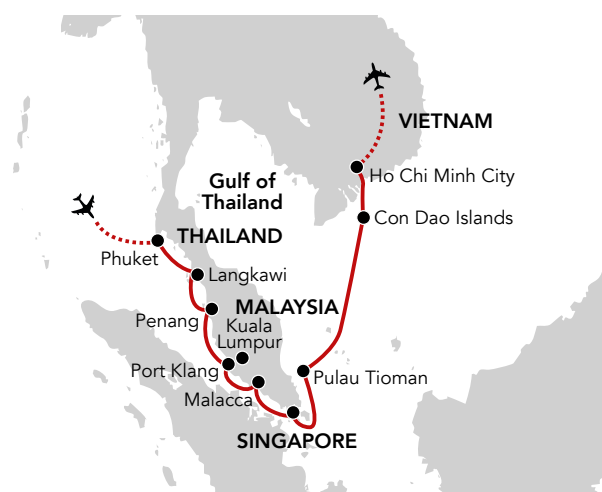 VIETNAM
Ho Chi Minh City
Gulf of
Thailand
Con Dao Islands
THAILAND
Phuket
Langkawi
MALAYSIA
Penang
Kuala
Lumpur
Port Klang
Pulau Tioman
Malacca
SINGAPORE